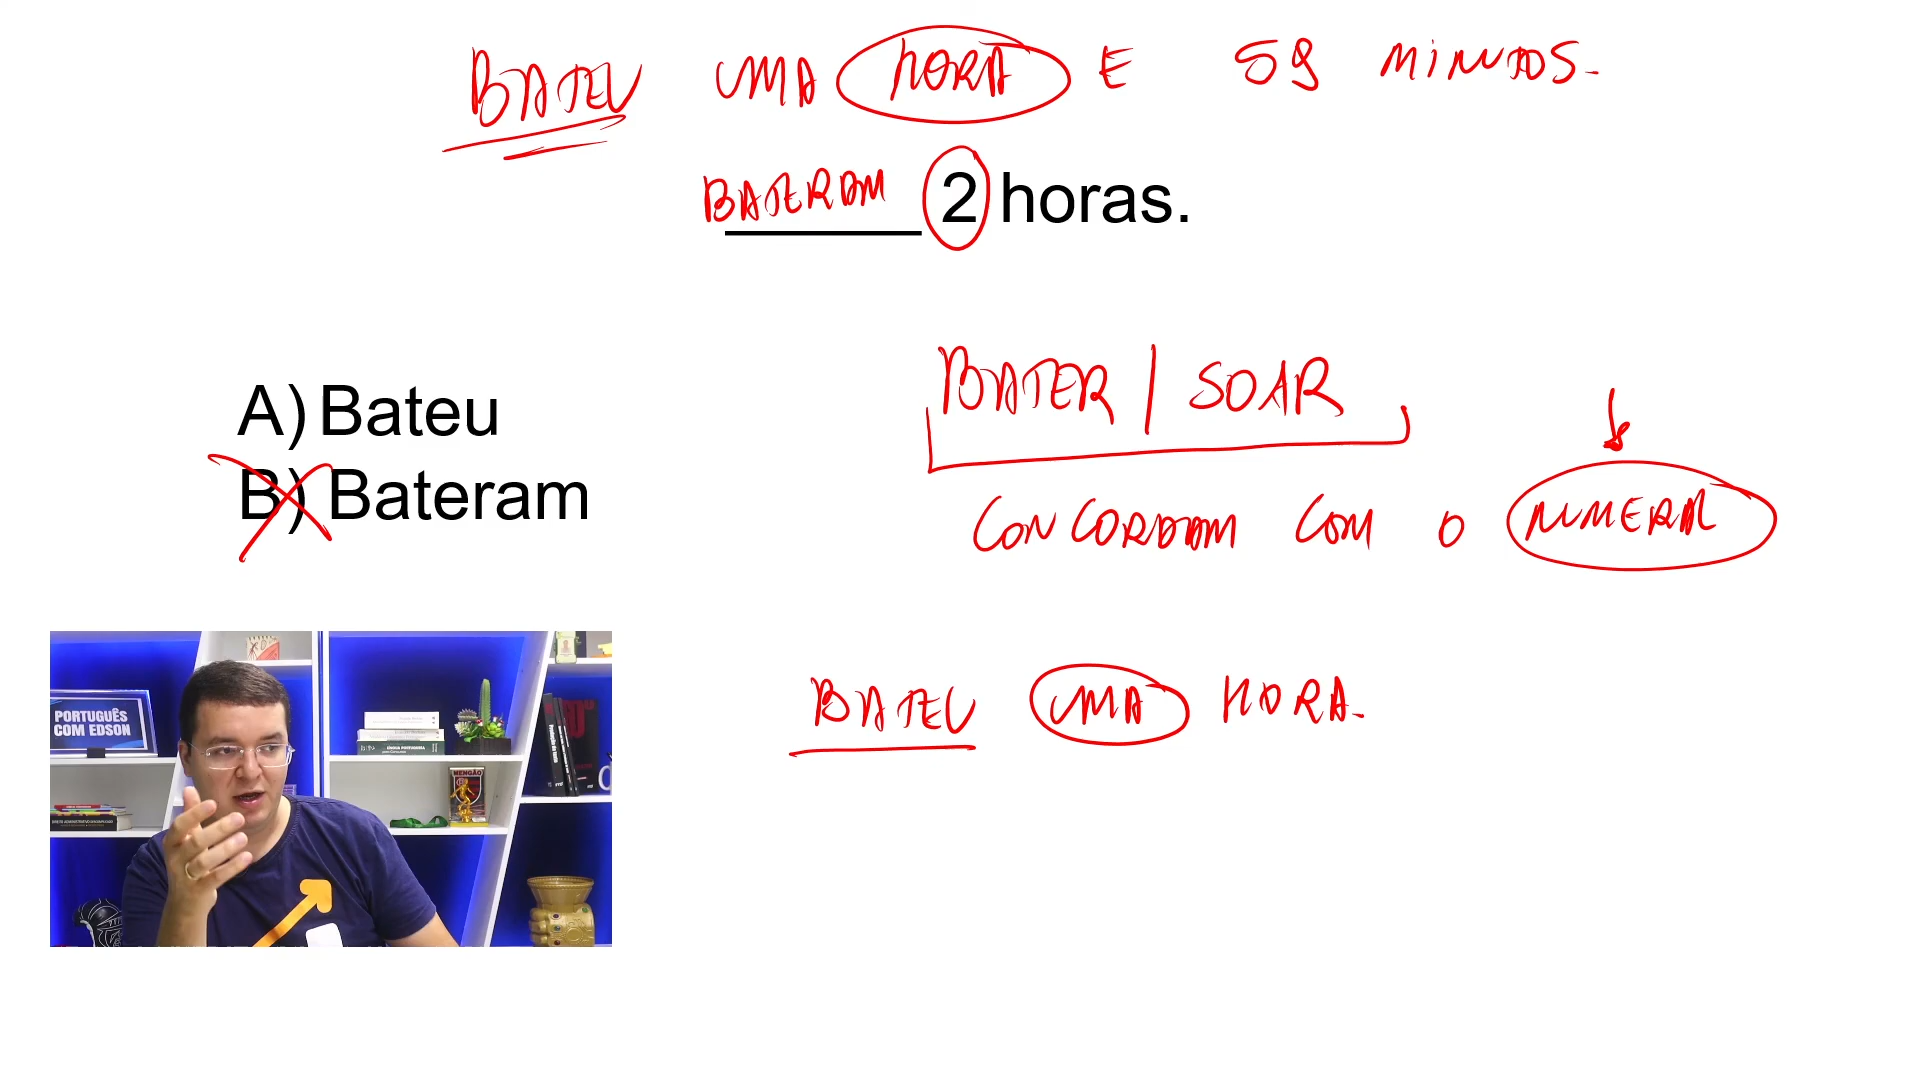 BATEU UMA HORA E 59 MINUTOS.
BATERAM 2 horas.
A) Bateu
B) Bateram
BATER / SOAR
CONCORDAM COM O NUMERAL
BATEU UMA HORA.
PORTUGUÊS
COM EDSON
MENGÃO